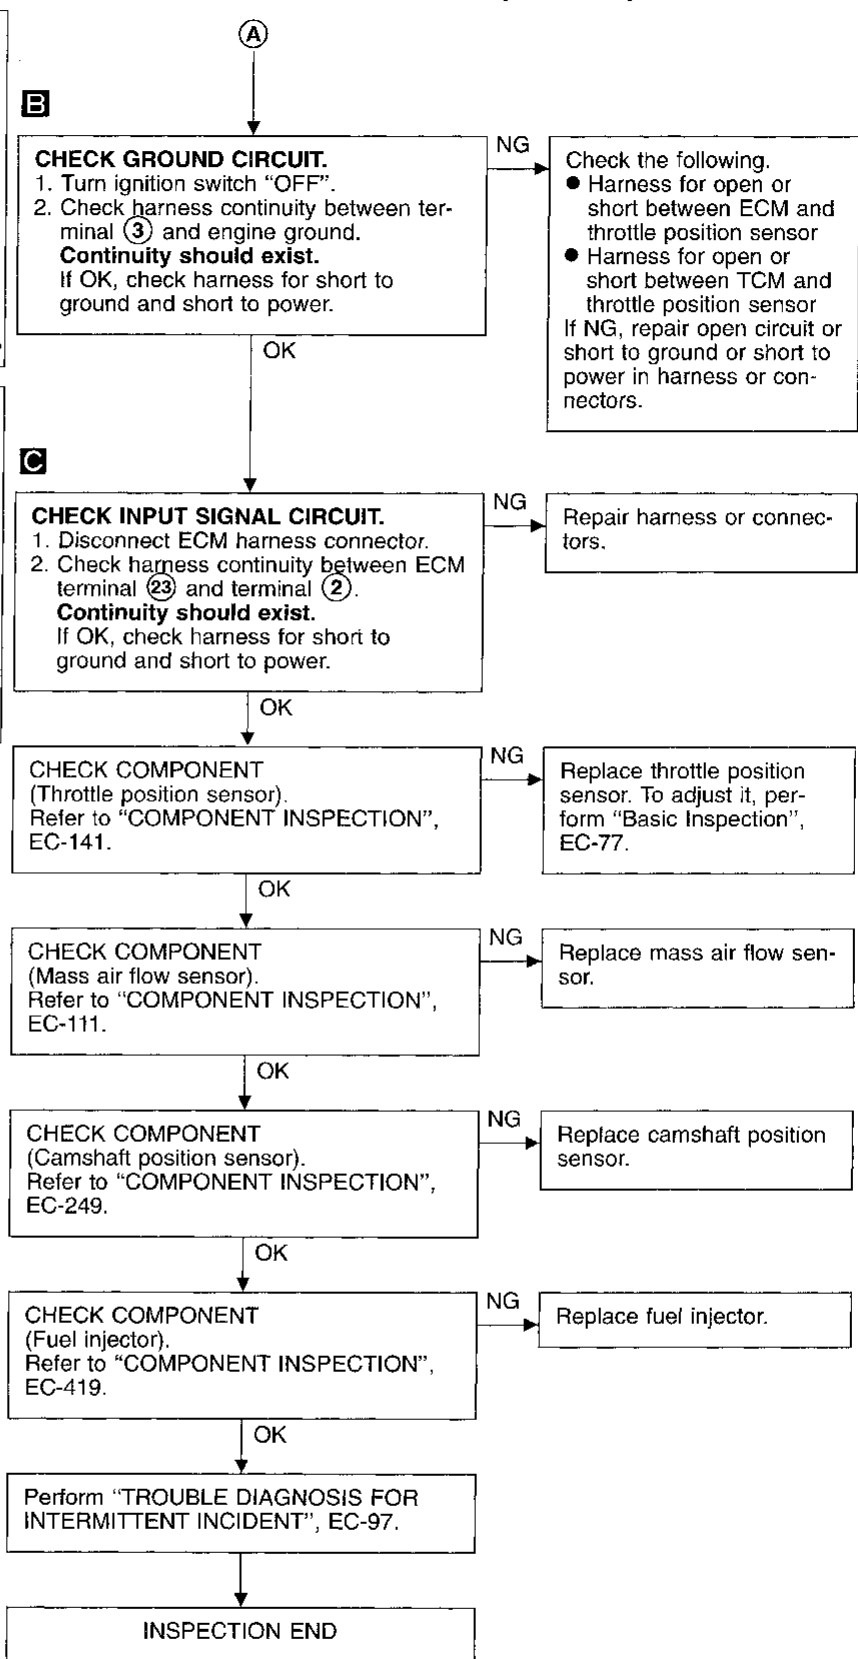 A
B
CHECK GROUND CIRCUIT.
1. Turn ignition switch "OFF".
2. Check harness continuity between ter-
minal 3 and engine ground.
Continuity should exist.
If OK, check harness for short to
ground and short to power.
NG
Check the following.
● Harness for open or
short between ECM and
throttle position sensor
● Harness for open or
short between TCM and
throttle position sensor
If NG, repair open circuit or
short to ground or short to
power in harness or con-
nectors.
OK
C
CHECK INPUT SIGNAL CIRCUIT.
1. Disconnect ECM harness connector.
2. Check harness continuity between ECM
terminal 23 and terminal 2.
Continuity should exist.
If OK, check harness for short to
ground and short to power.
NG
Repair harness or connec-
tors.
OK
CHECK COMPONENT
(Throttle position sensor).
Refer to "COMPONENT INSPECTION",
EC-141.
NG
Replace throttle position
sensor. To adjust it, per-
form "Basic Inspection",
EC-77.
OK
CHECK COMPONENT
(Mass air flow sensor).
Refer to "COMPONENT INSPECTION",
EC-111.
NG
Replace mass air flow sen-
sor.
OK
CHECK COMPONENT
(Camshaft position sensor).
Refer to "COMPONENT INSPECTION",
EC-249.
NG
Replace camshaft position
sensor.
OK
CHECK COMPONENT
(Fuel injector).
Refer to "COMPONENT INSPECTION",
EC-419.
NG
Replace fuel injector.
OK
Perform "TROUBLE DIAGNOSIS FOR
INTERMITTENT INCIDENT", EC-97.
INSPECTION END